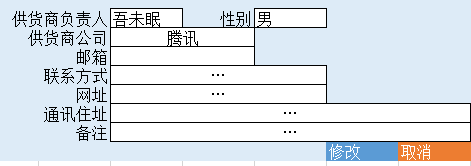 供货商负责人 吾未眠 性别 男
供货商公司 腾讯
邮箱
联系方式 …
网址 …
通讯住址 …
备注 …
修改 取消